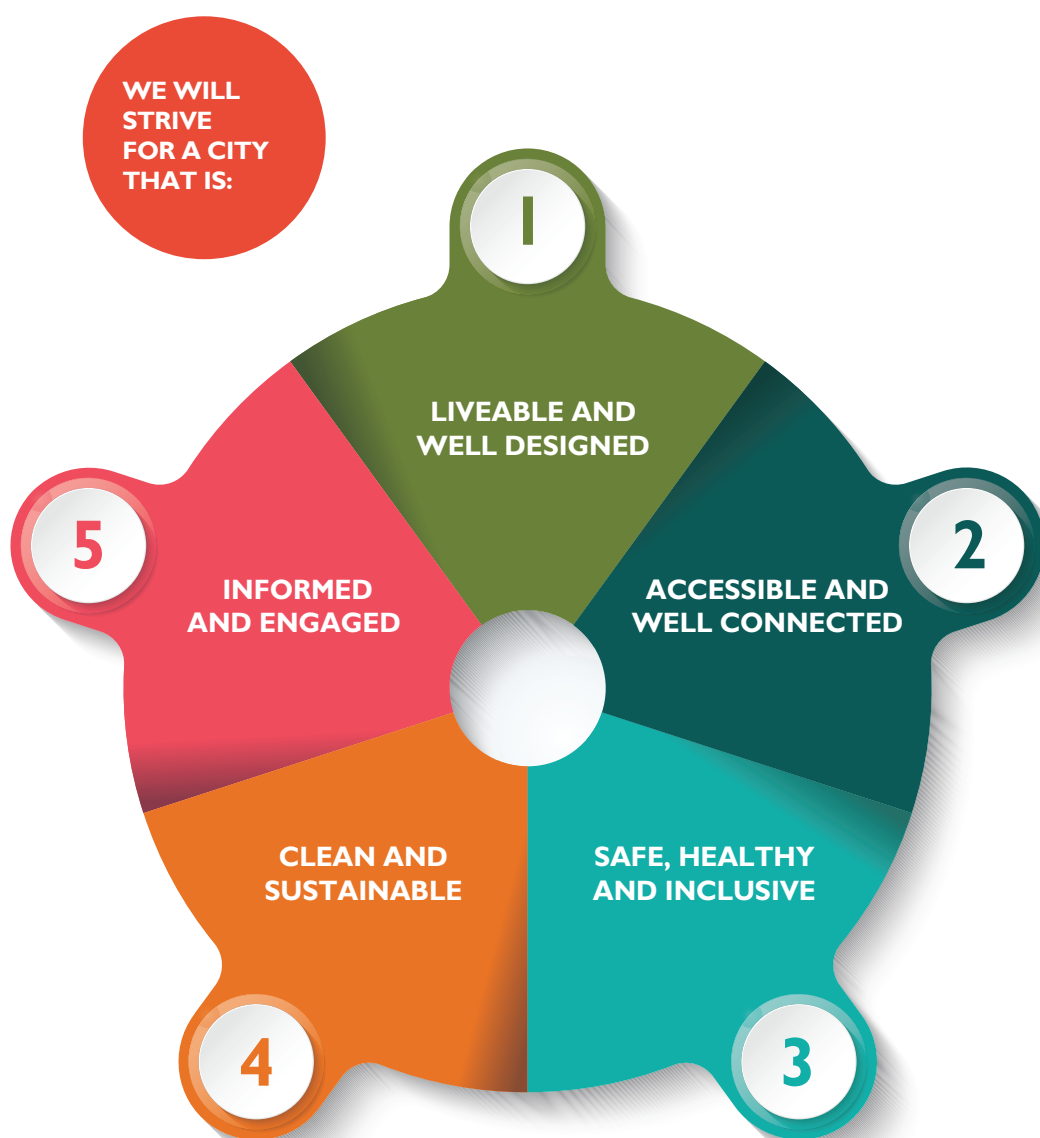 WE WILL
STRIVE
FOR A CITY
THAT IS:
1
LIVEABLE AND
WELL DESIGNED
2
ACCESSIBLE AND
WELL CONNECTED
3
SAFE, HEALTHY
AND INCLUSIVE
4
CLEAN AND
SUSTAINABLE
5
INFORMED
AND ENGAGED